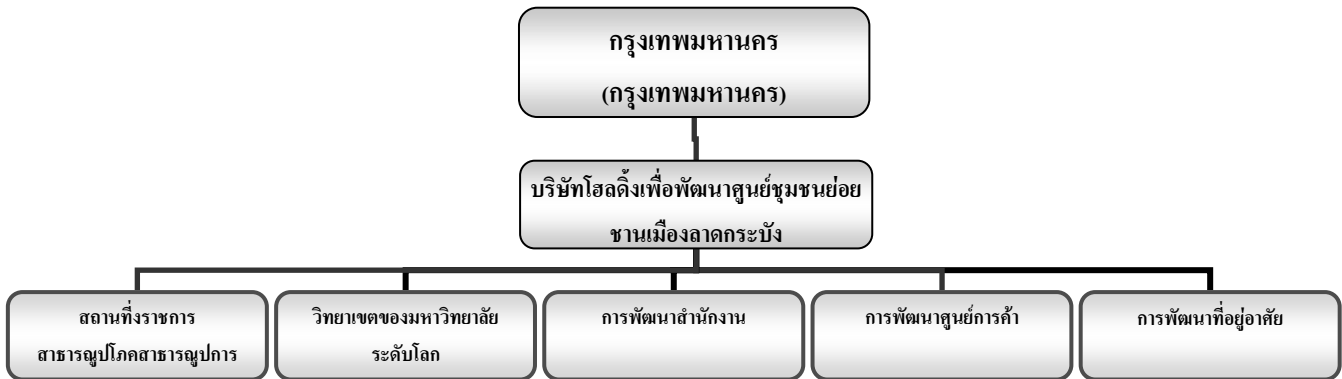 กรุงเทพมหานคร
(กรุงเทพมหานคร)
บริษัทโฮลดิ้งเพื่อพัฒนาศูนย์ชุมชนย่อย
ชานเมืองลาดกระบัง
สถานที่งราชการ
สาธารณูปโภคสาธารณูปการ
วิทยาเขตของมหาวิทยาลัย
ระดับโลก
การพัฒนาสำนักงาน
การพัฒนาศูนย์การค้า
การพัฒนาที่อยู่อาศัย